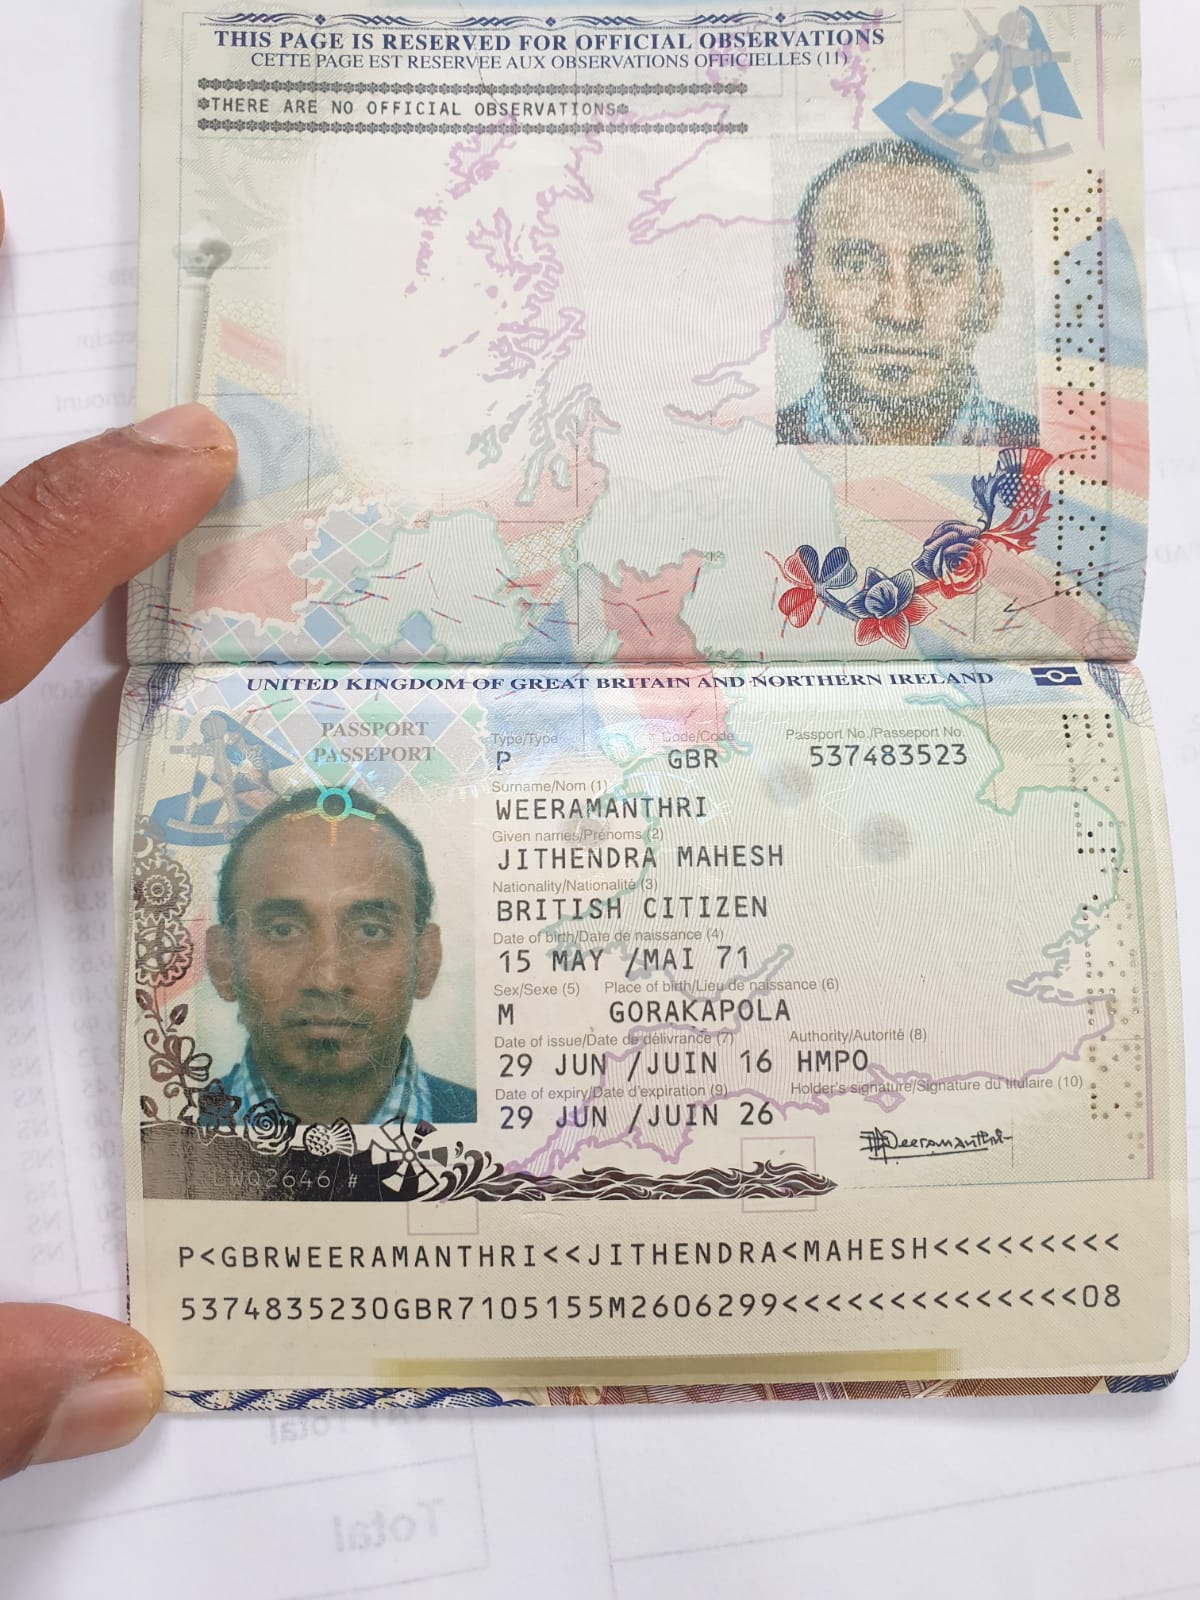 THIS PAGE IS RESERVED FOR OFFICIAL OBSERVATIONS
CETTE PAGE EST RESERVEE AUX OBSERVATIONS OFFICIELLES (11)
*THERE ARE NO OFFICIAL OBSERVATIONS*
UNITED KINGDOM OF GREAT BRITAIN AND NORTHERN IRELAND
PASSPORT
PASSEPORT
Type/Type Code/Code Passport No./Passeport No.
P GBR 537483523
Surname/Nom (1)
WEERAMANTHRI
Given names/Prénoms (2)
JITHENDRA MAHESH
Nationality/Nationalité (3)
BRITISH CITIZEN
Date of birth/Date de naissance (4)
15 MAY /MAI 71
Sex/Sexe (5) Place of birth/Lieu de naissance (6)
M GORAKAPOLA
Date of issue/Date de délivrance (7) Authority/Autorité (8)
29 JUN /JUIN 16 HMPO
Date of expiry/Date d'expiration (9) Holder's signature/Signature du titulaire (10)
29 JUN /JUIN 26
Weeramanthri
LWQ2646 #
P<GBRWEERAMANTHRI<<JITHENDRA<MAHESH<<<<<<<<<
5374835230GBR7105155M2606299<<<<<<<<<<<<<<08
Total
Total